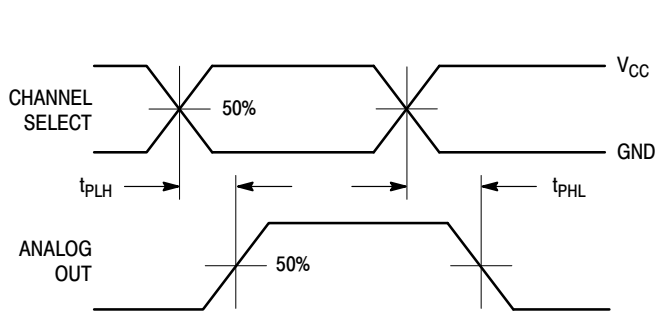 V_CC
CHANNEL
SELECT
50%
GND
t_PLH
t_PHL
ANALOG
OUT
50%